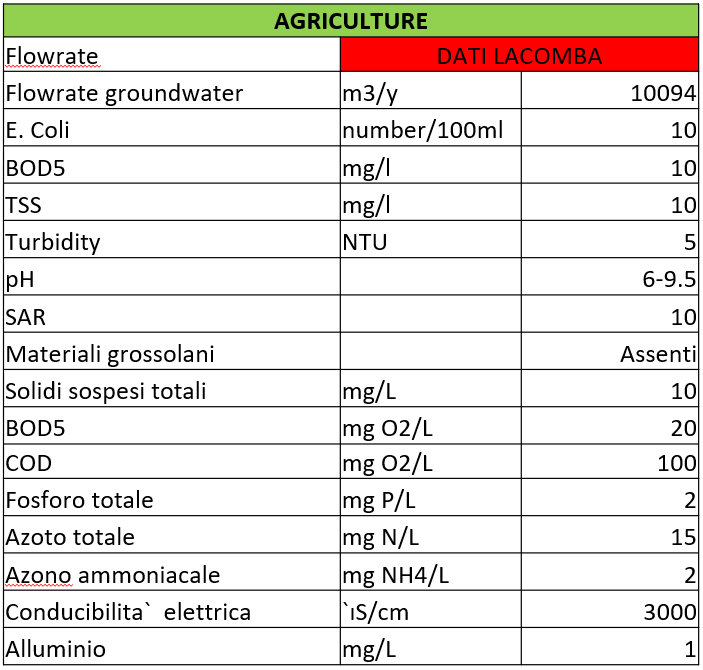 AGRICULTURE
Flowrate DATI LACOMBA
Flowrate groundwater m3/y 10094
E. Coli number/100ml 10
BOD5 mg/l 10
TSS mg/l 10
Turbidity NTU 5
pH 6-9.5
SAR 10
Materiali grossolani Assenti
Solidi sospesi totali mg/L 10
BOD5 mg O2/L 20
COD mg O2/L 100
Fosforo totale mg P/L 2
Azoto totale mg N/L 15
Azono ammoniacale mg NH4/L 2
Conducibilita` elettrica `ıS/cm 3000
Alluminio mg/L 1